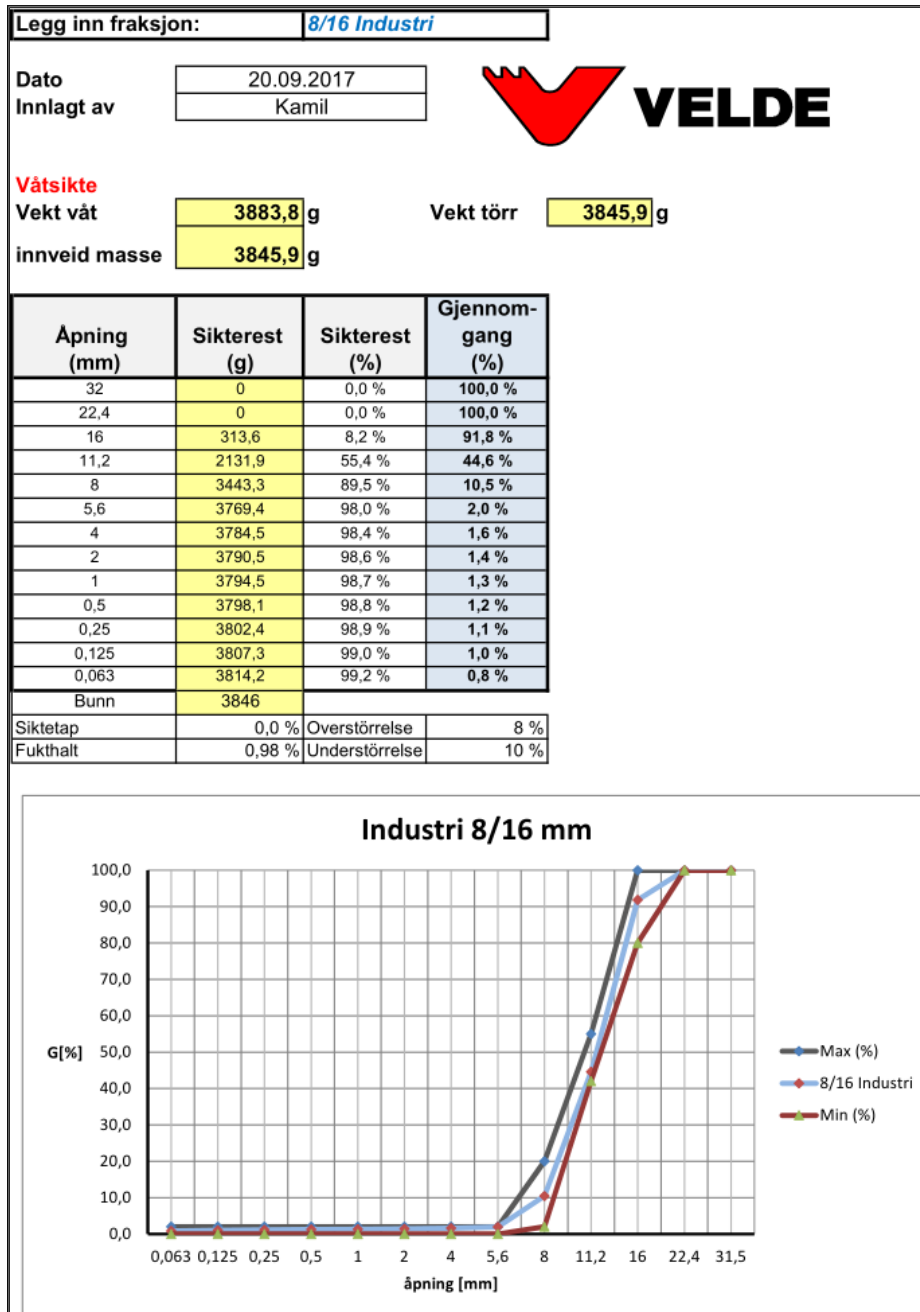 Legg inn fraksjon: 8/16 Industri
Dato 20.09.2017
Innlagt av Kamil
VELDE
Våtsikte
Vekt våt 3883,8 g Vekt törr 3845,9 g
innveid masse 3845,9 g
Åpning (mm) Sikterest (g) Sikterest (%) Gjennom-gang (%)
32 0 0,0 % 100,0 %
22,4 0 0,0 % 100,0 %
16 313,6 8,2 % 91,8 %
11,2 2131,9 55,4 % 44,6 %
8 3443,3 89,5 % 10,5 %
5,6 3769,4 98,0 % 2,0 %
4 3784,5 98,4 % 1,6 %
2 3790,5 98,6 % 1,4 %
1 3794,5 98,7 % 1,3 %
0,5 3798,1 98,8 % 1,2 %
0,25 3802,4 98,9 % 1,1 %
0,125 3807,3 99,0 % 1,0 %
0,063 3814,2 99,2 % 0,8 %
Bunn 3846
Siktetap 0,0 % Overstörrelse 8 %
Fukthalt 0,98 % Understörrelse 10 %
Industri 8/16 mm
100,0
90,0
80,0
70,0
60,0
50,0
40,0
30,0
20,0
10,0
0,0
G[%]
0,063 0,125 0,25 0,5 1 2 4 5,6 8 11,2 16 22,4 31,5
åpning [mm]
Max (%)
8/16 Industri
Min (%)